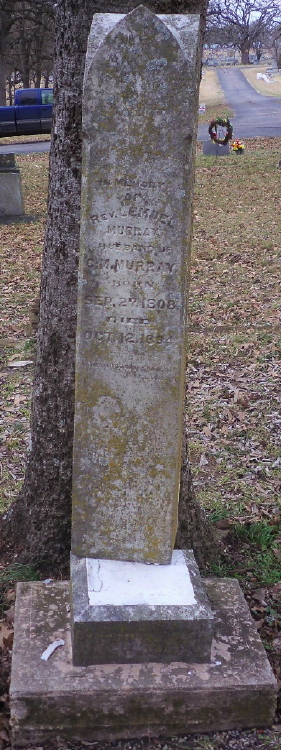 IN MEMORY
OF
REV. LEMUEL
MURRAY
HUSBAND OF
C. M. MURRAY
BORN
SEP. 27, 1808
DIED
OCT. 12, 1894